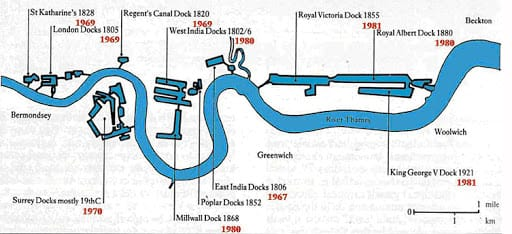 St Katharine's 1828
1969
London Docks 1805
1969
Regent's Canal Dock 1820
1969
West India Docks 1802/6
1980
Royal Victoria Dock 1855
1981
Royal Albert Dock 1880
1980
Beckton
Bermondsey
River Thames
Woolwich
Greenwich
Surrey Docks mostly 19thC
1970
East India Docks 1806
1967
Poplar Docks 1852
Millwall Dock 1868
1980
King George V Dock 1921
1981
0 1 mile
1 km